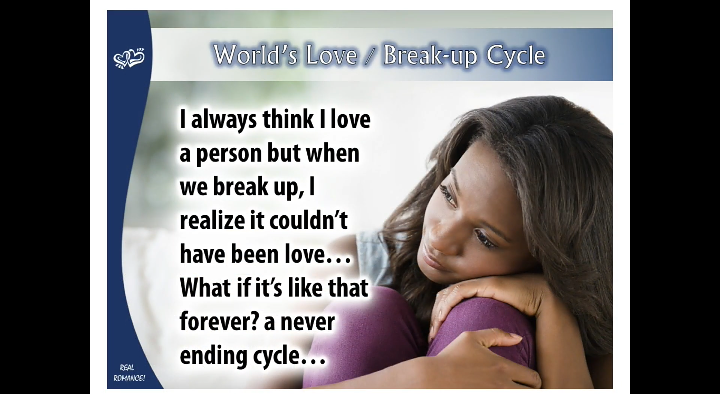 World's Love / Break-up Cycle
I always think I love
a person but when
we break up, I
realize it couldn't
have been love…
What if it's like that
forever? a never
ending cycle…
REAL
ROMANCE!